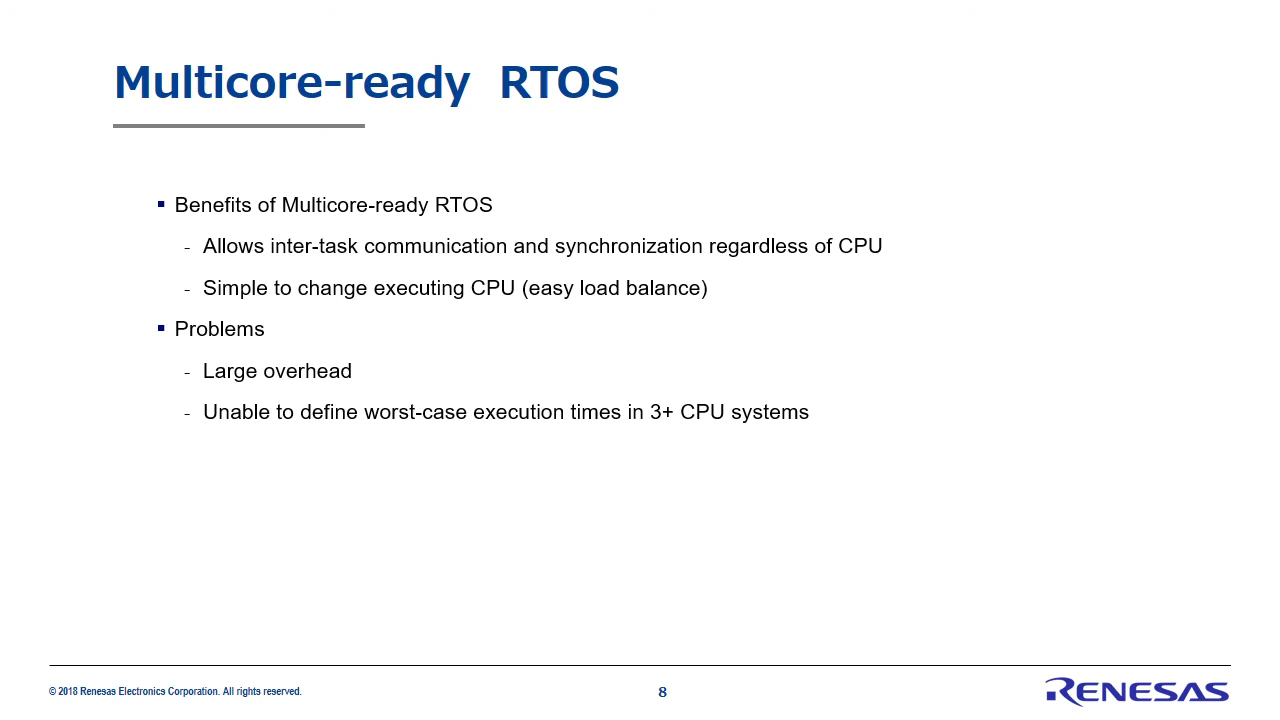 Multicore-ready RTOS
▪ Benefits of Multicore-ready RTOS
- Allows inter-task communication and synchronization regardless of CPU
- Simple to change executing CPU (easy load balance)
▪ Problems
- Large overhead
- Unable to define worst-case execution times in 3+ CPU systems
© 2018 Renesas Electronics Corporation. All rights reserved.
8
RENESAS